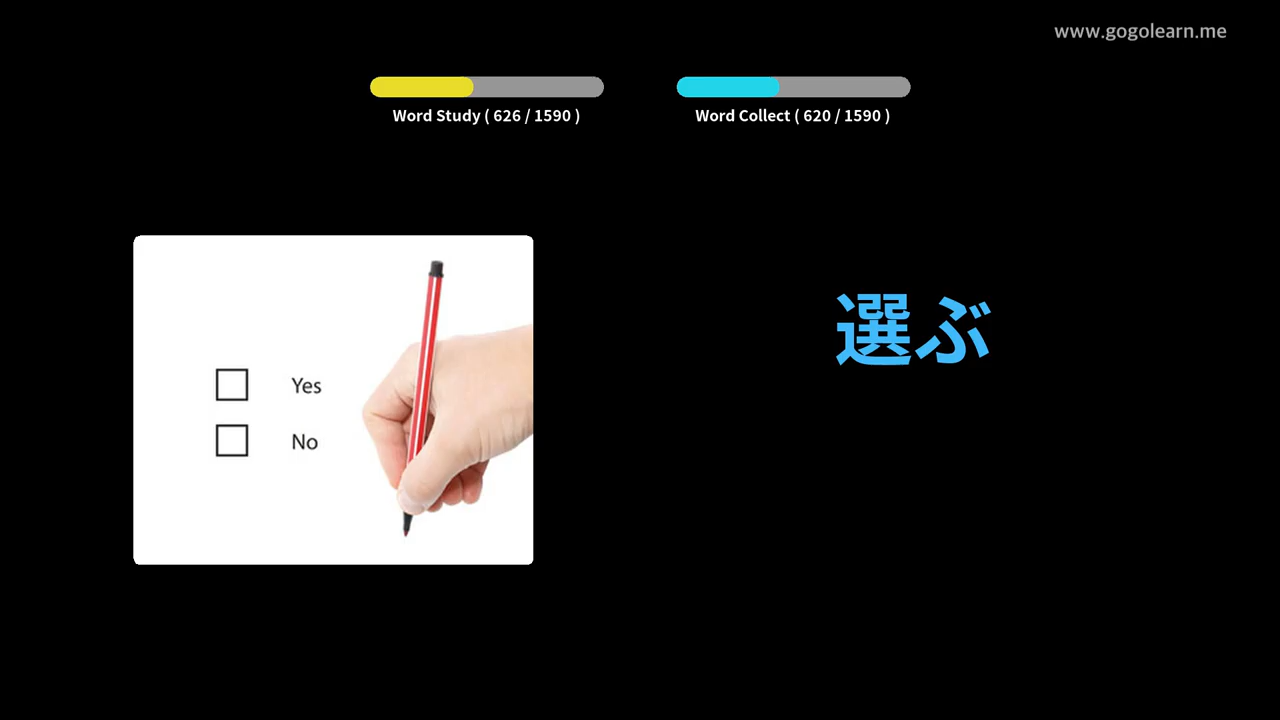 www.gogolearn.me
Word Study ( 626 / 1590 )
Word Collect ( 620 / 1590 )
Yes
No
選ぶ